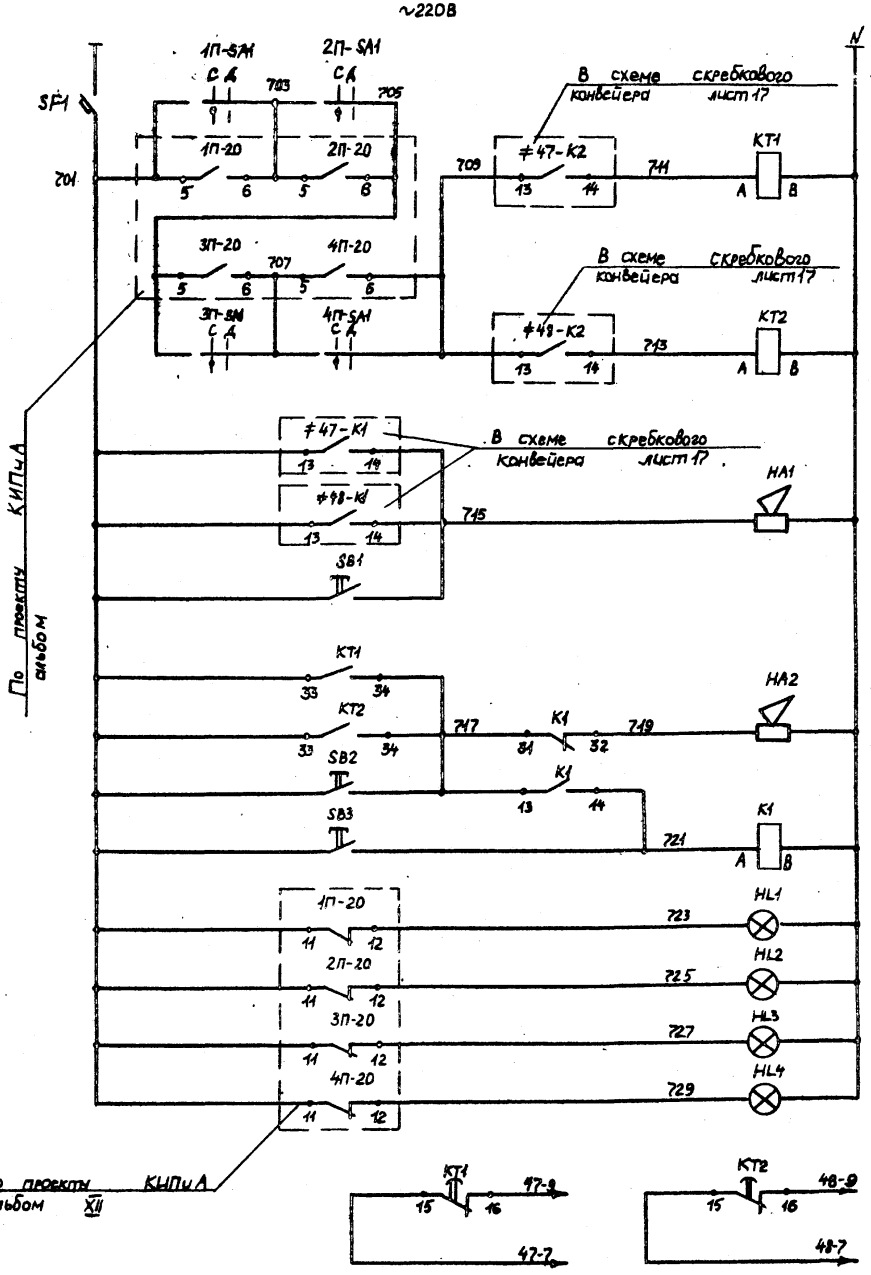 ~220В
N
SF1
1П-SA1
С Д
703
2П-SA1
С Д
705
В схеме скребкового
конвейера лист 17
701
1П-20
5 6
2П-20
5 6
709
≠47-К2
13 14
711
КТ1
А В
3П-20
5 6
707
4П-20
5 6
В схеме скребкового
конвейера лист 17
3П-SA1
С Д
4П-SA1
С Д
≠48-К2
13 14
713
КТ2
А В
По проекту КИПиА
альбом
≠47-К1
13 14
В схеме скребкового
конвейера лист 17
≠48-К1
13 14
715
НА1
SB1
КТ1
33 34
КТ2
33 34
717
К1
31 32
719
НА2
SB2
К1
13 14
SB3
721
К1
А В
1П-20
11 12
723
HL1
2П-20
11 12
725
HL2
3П-20
11 12
727
HL3
4П-20
11 12
729
HL4
о проекту КИПиА
льбом XII
КТ1
15 16
47-9
47-7
КТ2
15 16
48-9
48-7